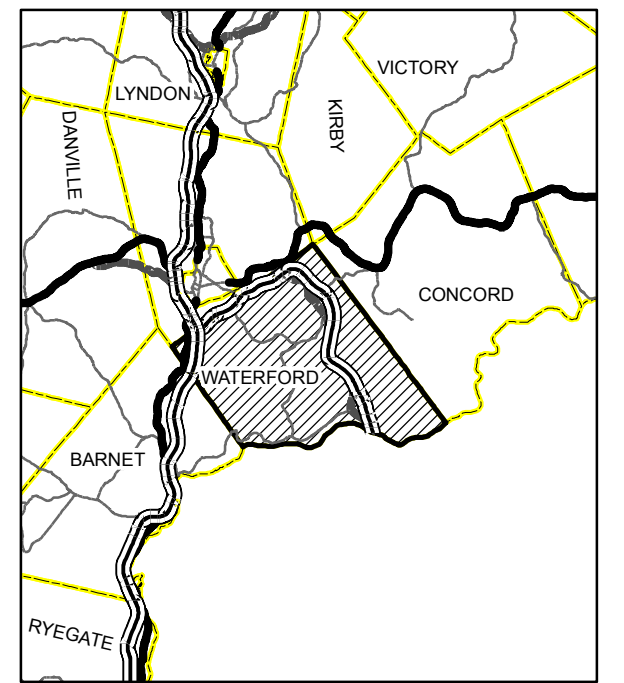 VICTORY
LYNDON
KIRBY
DANVILLE
CONCORD
WATERFORD
BARNET
RYEGATE